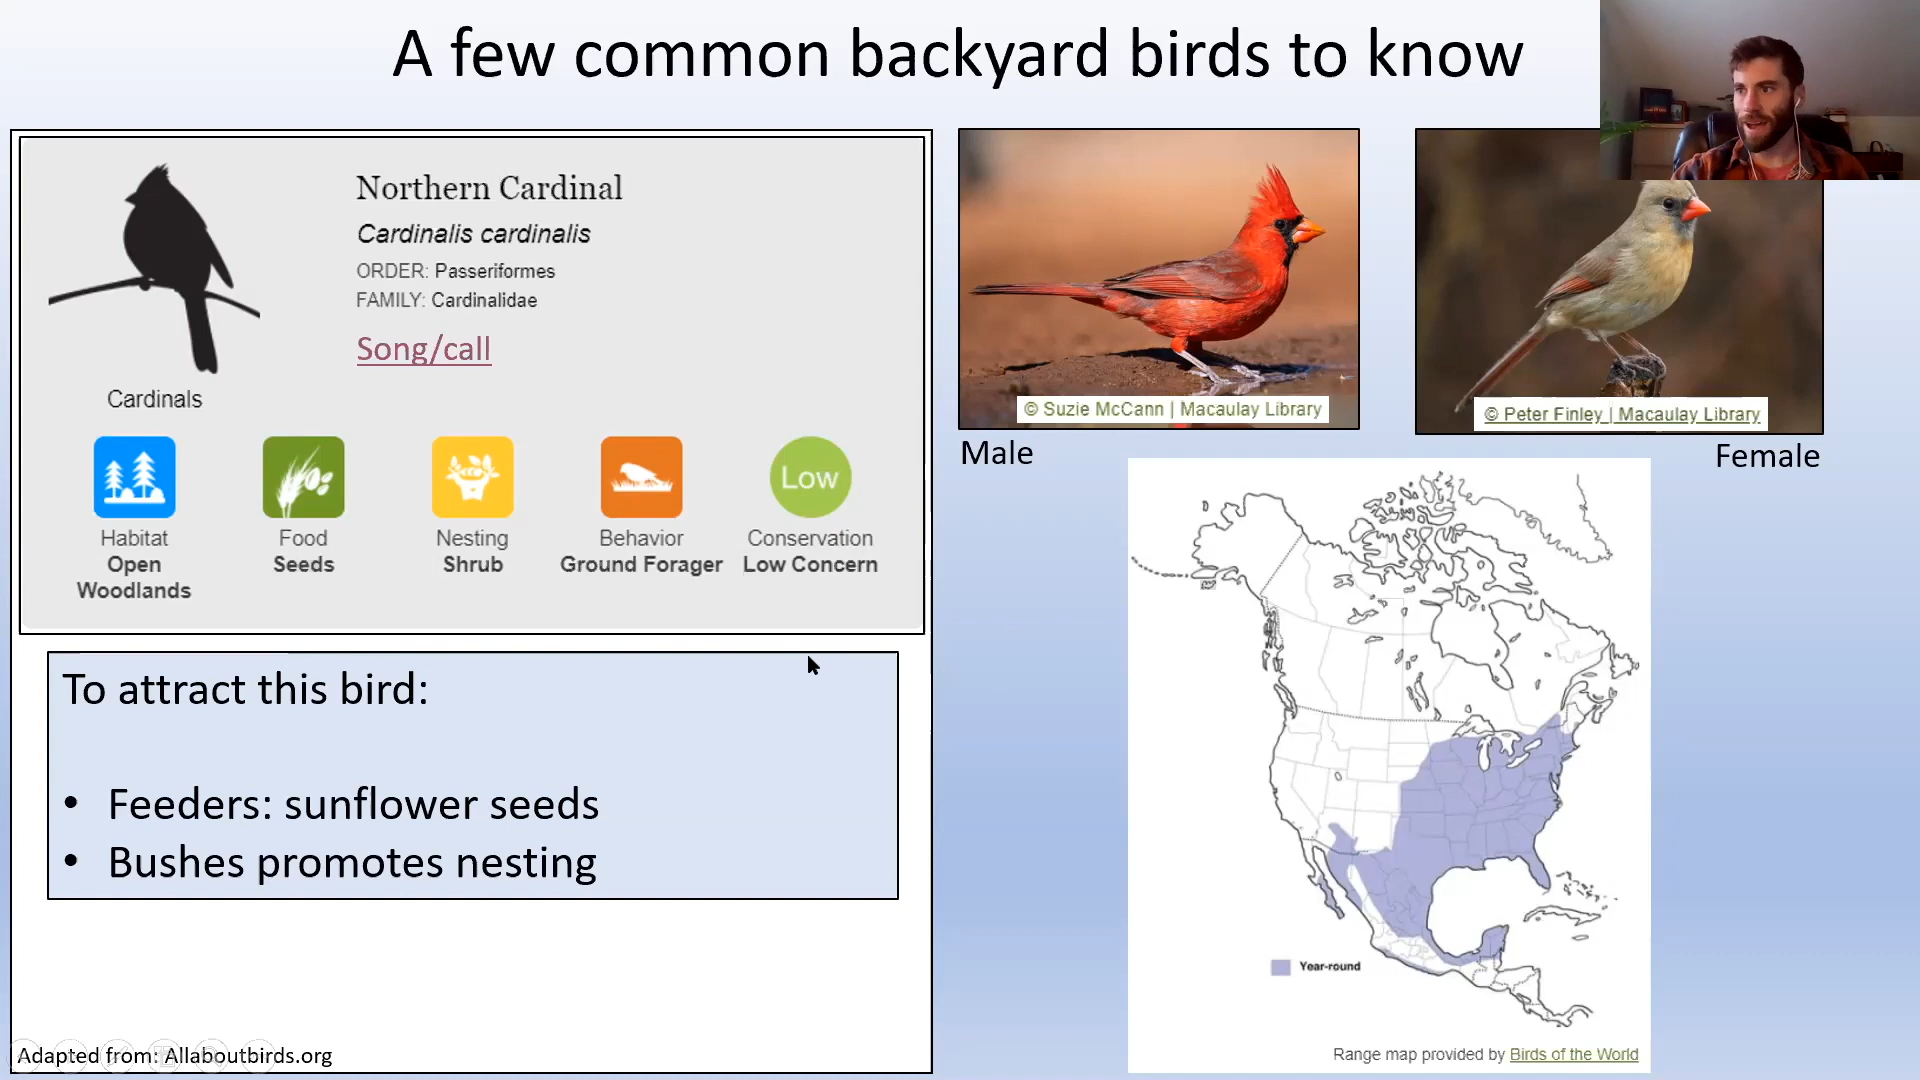 A few common backyard birds to know
Northern Cardinal
Cardinalis cardinalis
ORDER: Passeriformes
FAMILY: Cardinalidae
Song/call
Cardinals
Low
Habitat
Open
Woodlands
Food
Seeds
Nesting
Shrub
Behavior
Ground Forager
Conservation
Low Concern
To attract this bird:
• Feeders: sunflower seeds
• Bushes promotes nesting
Adapted from: Allaboutbirds.org
© Suzie McCann | Macaulay Library
Male
© Peter Finley | Macaulay Library
Female
Year-round
Range map provided by Birds of the World